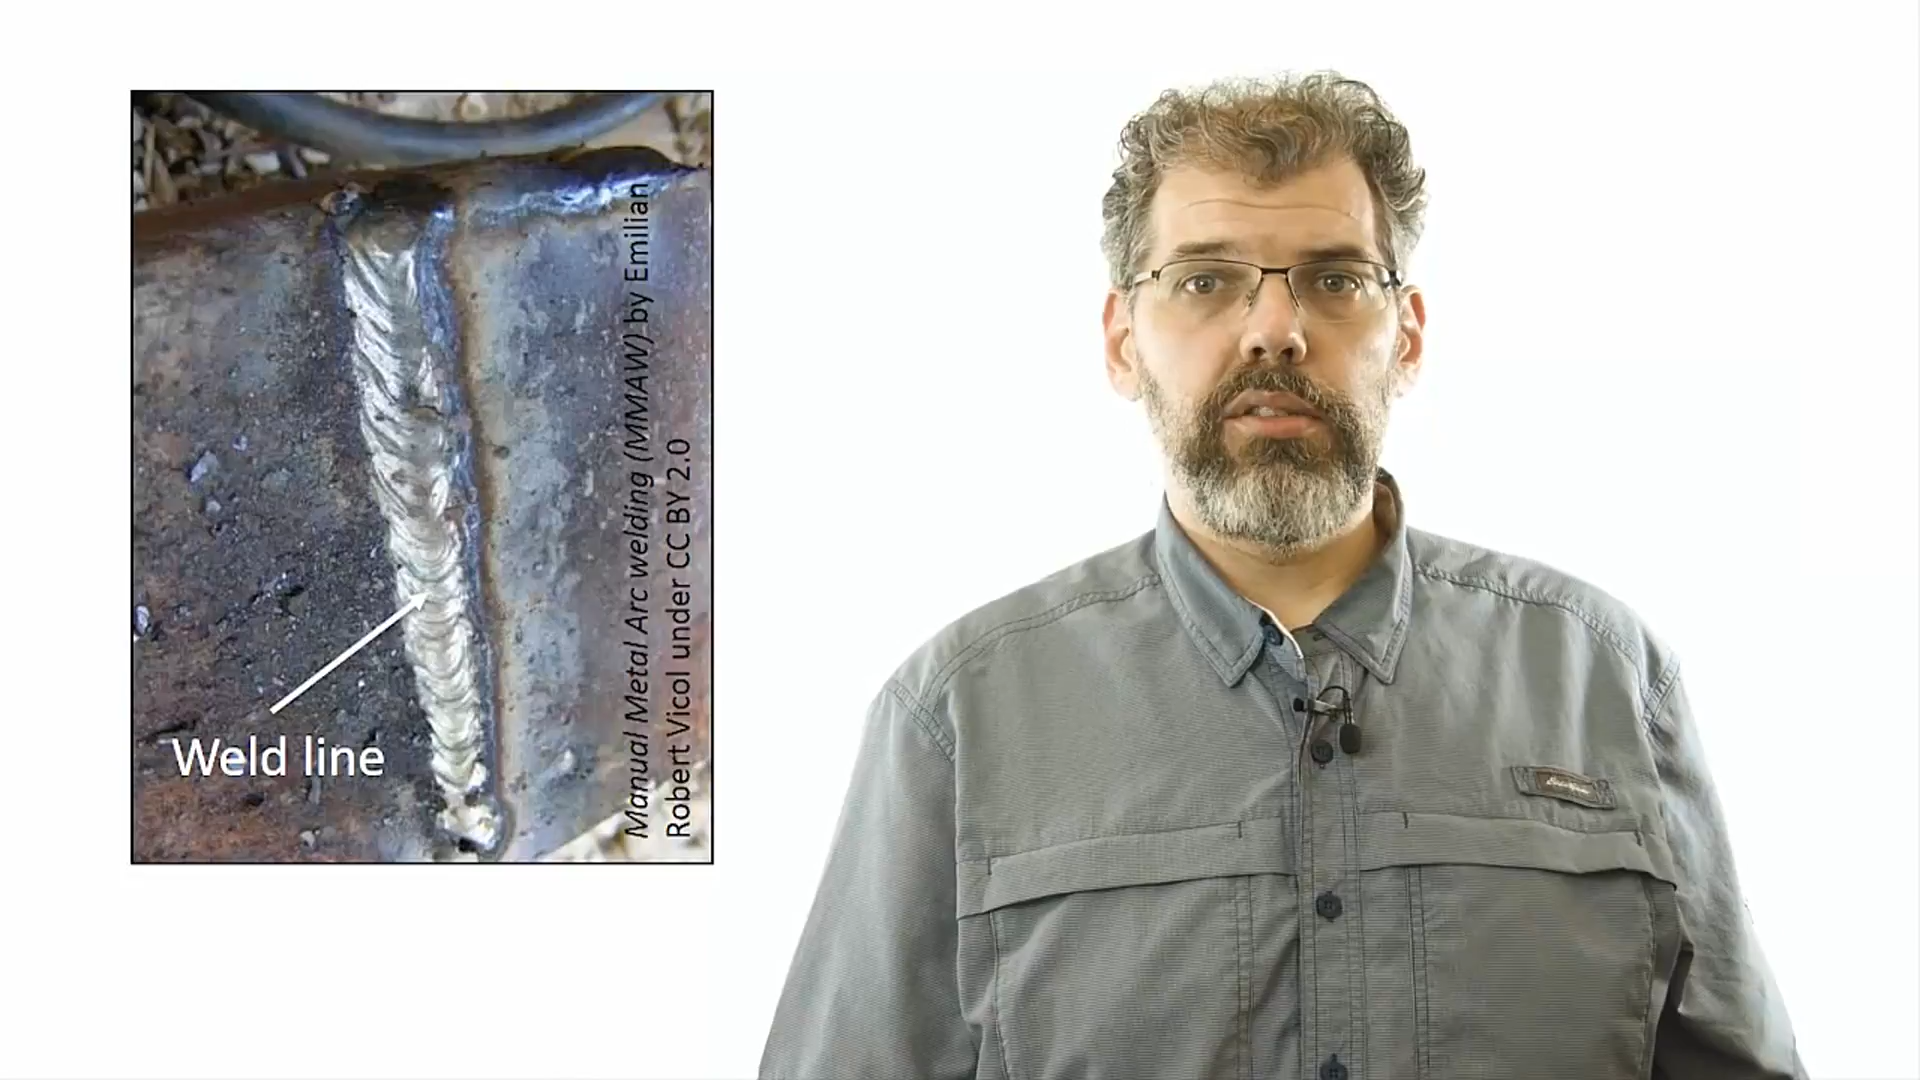 Manual Metal Arc welding (MMAW) by Emilian
Robert Vicol under CC BY 2.0
Weld line